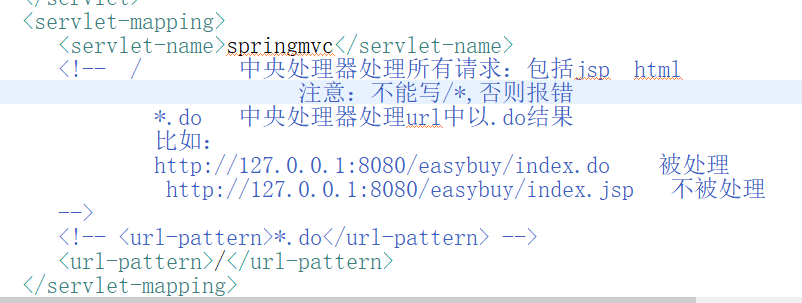 <servlet-mapping>
<servlet-name>springmvc</servlet-name>
<!-- / 中央处理器处理所有请求：包括jsp html
注意：不能写/*,否则报错
*.do 中央处理器处理url中以.do结果
比如：
http://127.0.0.1:8080/easybuy/index.do 被处理
http://127.0.0.1:8080/easybuy/index.jsp 不被处理
-->
<!-- <url-pattern>*.do</url-pattern> -->
<url-pattern>/</url-pattern>
</servlet-mapping>